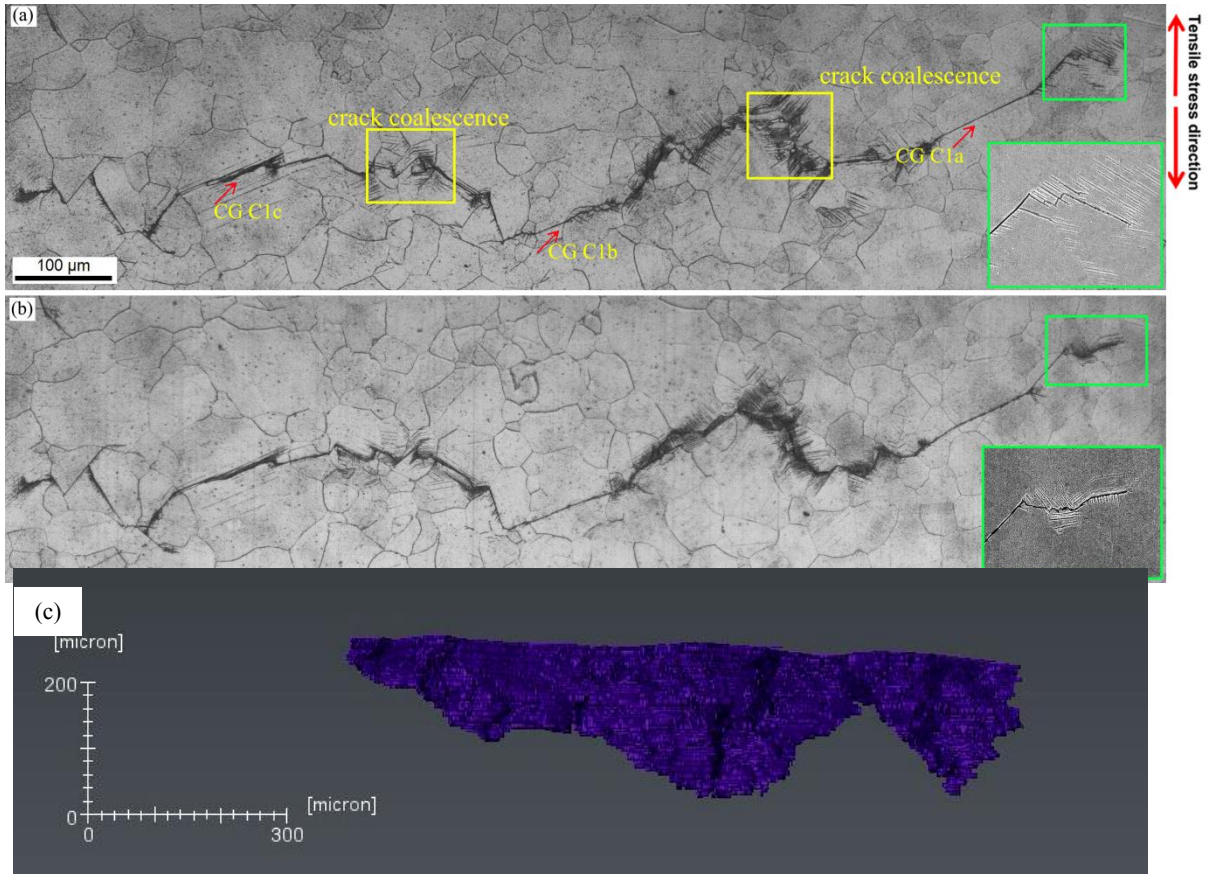 (a)
crack coalescence
crack coalescence
CG C1a
CG C1c
CG C1b
100 µm
Tensile stress direction
(b)
(c)
[micron]
200
0
0
300
[micron]